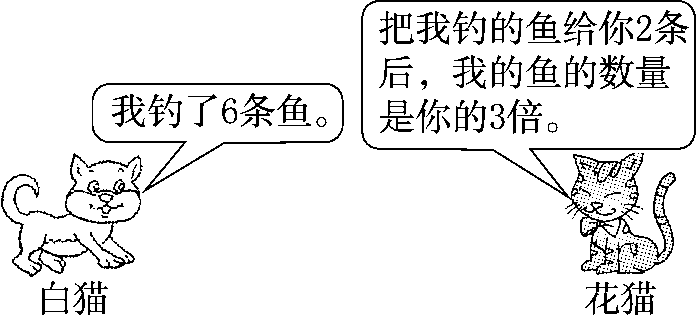 把我钓的鱼给你2条
后，我的鱼的数量
是你的3倍。
我钓了6条鱼。
白猫
花猫